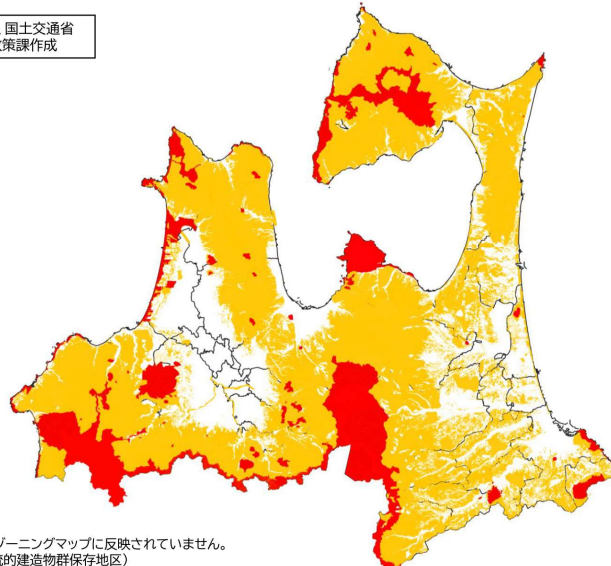 国土交通省
策課作成
ゾーニングマップに反映されていません。
的建造物群保存地区）